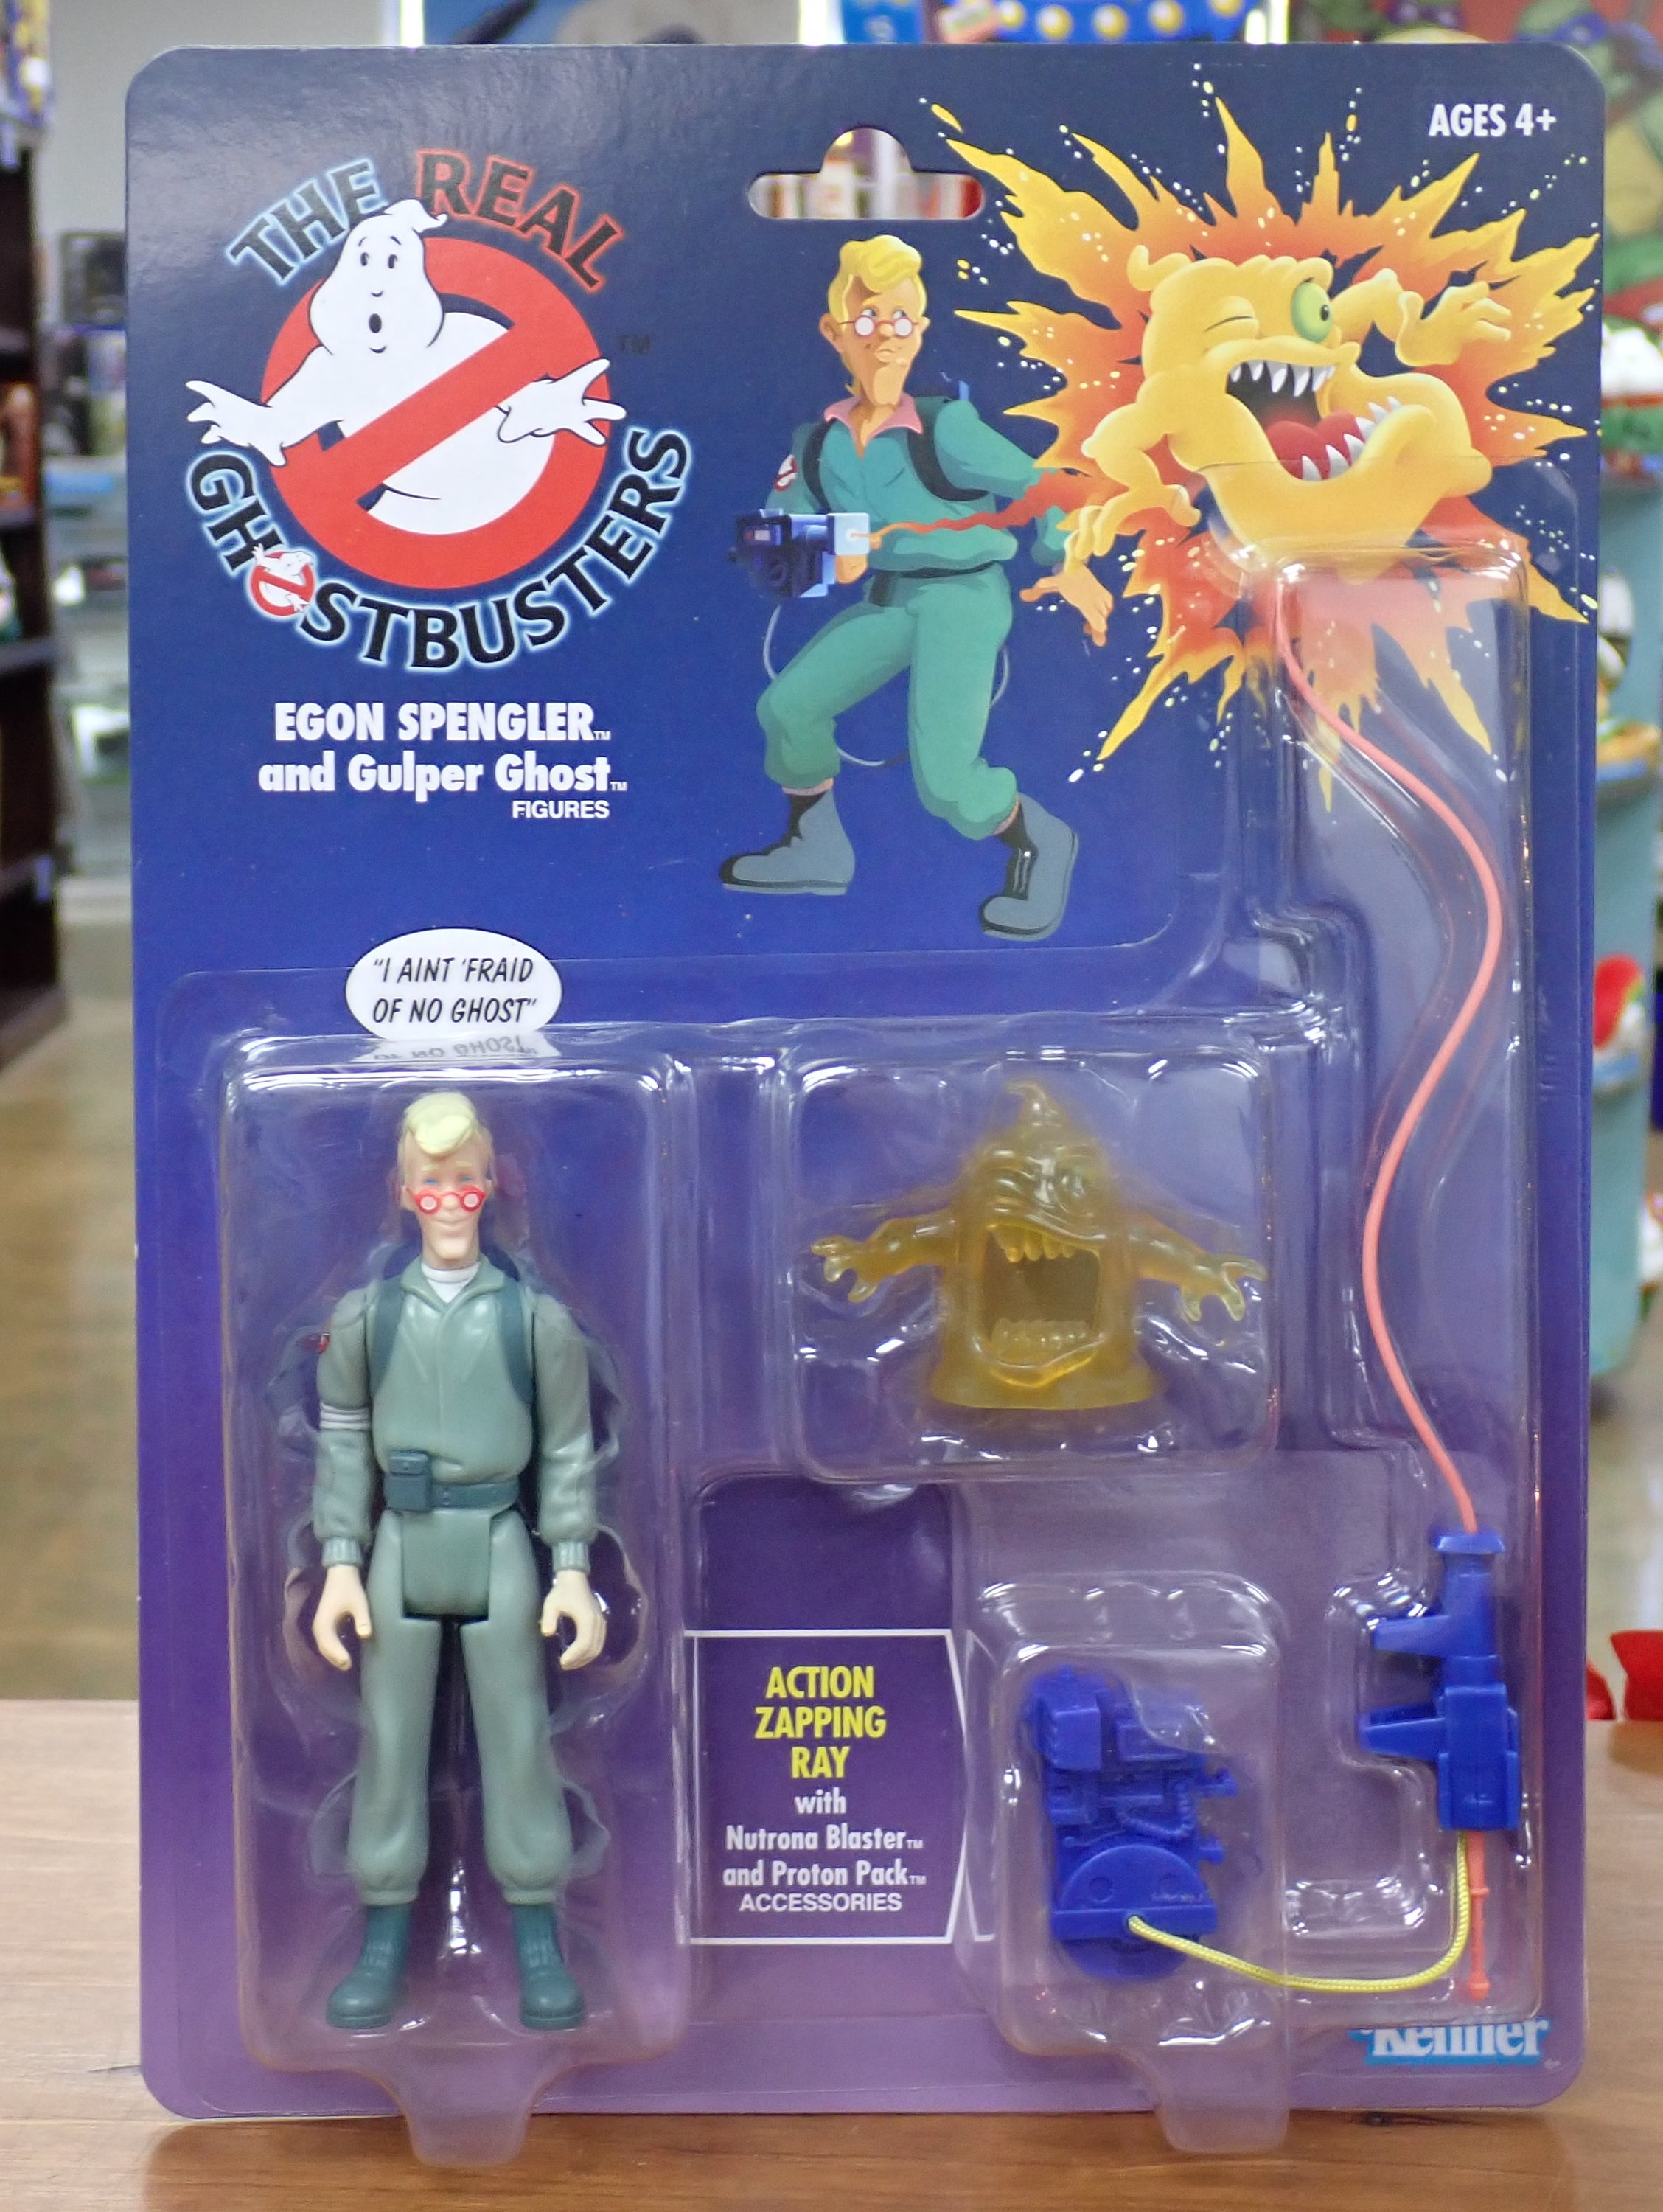 AGES 4+
THE REAL
GHOSTBUSTERS
TM
EGON SPENGLER™
and Gulper Ghost™
FIGURES
"I AINT 'FRAID
OF NO GHOST"
ACTION
ZAPPING
RAY
with
Nutrona Blaster™
and Proton Pack™
ACCESSORIES
Kenner